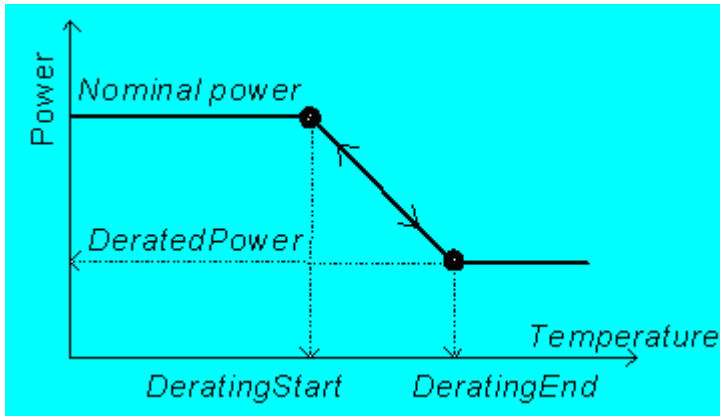 Power
Nominal power
DeratedPower
Temperature
DeratingStart
DeratingEnd